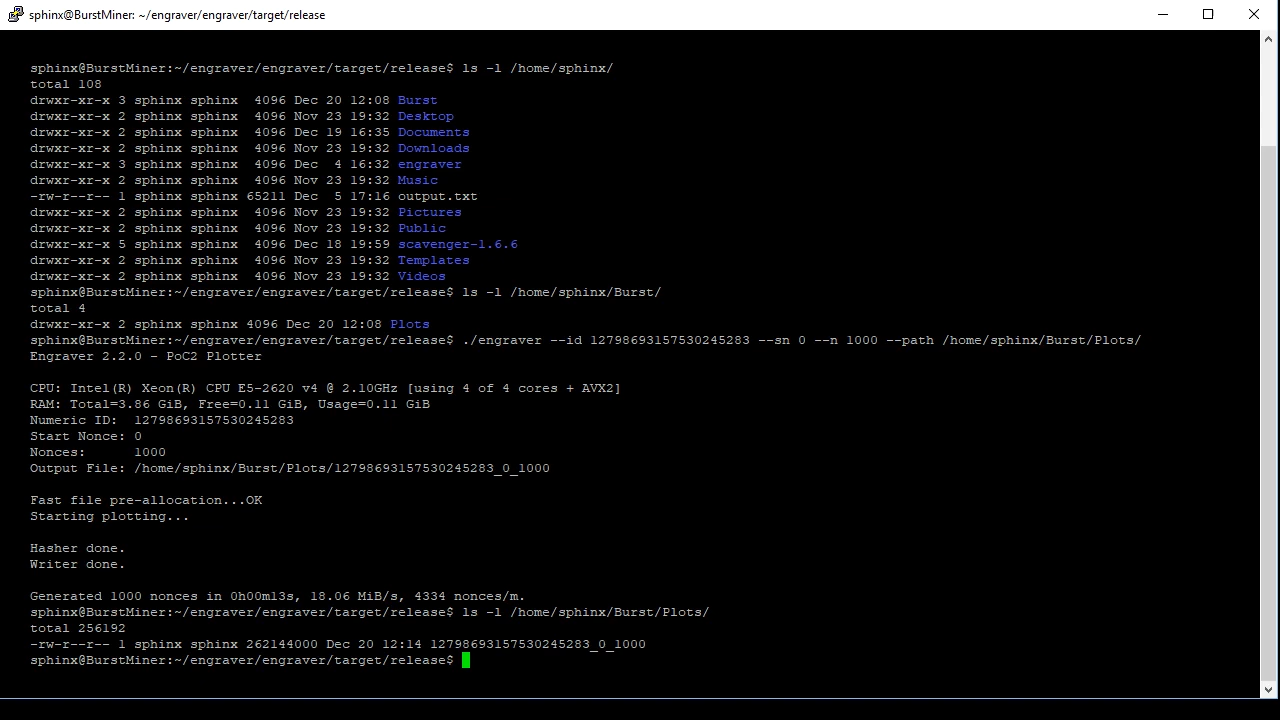 sphinx@BurstMiner: ~/engraver/engraver/target/release
sphinx@BurstMiner:~/engraver/engraver/target/release$ ls -l /home/sphinx/
total 108
drwxr-xr-x 3 sphinx sphinx  4096 Dec 20 12:08 Burst
drwxr-xr-x 2 sphinx sphinx  4096 Nov 23 19:32 Desktop
drwxr-xr-x 2 sphinx sphinx  4096 Dec 19 16:35 Documents
drwxr-xr-x 2 sphinx sphinx  4096 Nov 23 19:32 Downloads
drwxr-xr-x 3 sphinx sphinx  4096 Dec  4 16:32 engraver
drwxr-xr-x 2 sphinx sphinx  4096 Nov 23 19:32 Music
-rw-r--r-- 1 sphinx sphinx 65211 Dec  5 17:16 output.txt
drwxr-xr-x 2 sphinx sphinx  4096 Nov 23 19:32 Pictures
drwxr-xr-x 2 sphinx sphinx  4096 Nov 23 19:32 Public
drwxr-xr-x 5 sphinx sphinx  4096 Dec 18 19:59 scavenger-1.6.6
drwxr-xr-x 2 sphinx sphinx  4096 Nov 23 19:32 Templates
drwxr-xr-x 2 sphinx sphinx  4096 Nov 23 19:32 Videos
sphinx@BurstMiner:~/engraver/engraver/target/release$ ls -l /home/sphinx/Burst/
total 4
drwxr-xr-x 2 sphinx sphinx 4096 Dec 20 12:08 Plots
sphinx@BurstMiner:~/engraver/engraver/target/release$ ./engraver --id 12798693157530245283 --sn 0 --n 1000 --path /home/sphinx/Burst/Plots/
Engraver 2.2.0 - PoC2 Plotter
CPU: Intel(R) Xeon(R) CPU E5-2620 v4 @ 2.10GHz [using 4 of 4 cores + AVX2]
RAM: Total=3.86 GiB, Free=0.11 GiB, Usage=0.11 GiB
Numeric ID:  12798693157530245283
Start Nonce: 0
Nonces:      1000
Output File: /home/sphinx/Burst/Plots/12798693157530245283_0_1000
Fast file pre-allocation...OK
Starting plotting...
Hasher done.
Writer done.
Generated 1000 nonces in 0h00m13s, 18.06 MiB/s, 4334 nonces/m.
sphinx@BurstMiner:~/engraver/engraver/target/release$ ls -l /home/sphinx/Burst/Plots/
total 256192
-rw-r--r-- 1 sphinx sphinx 262144000 Dec 20 12:14 12798693157530245283_0_1000
sphinx@BurstMiner:~/engraver/engraver/target/release$